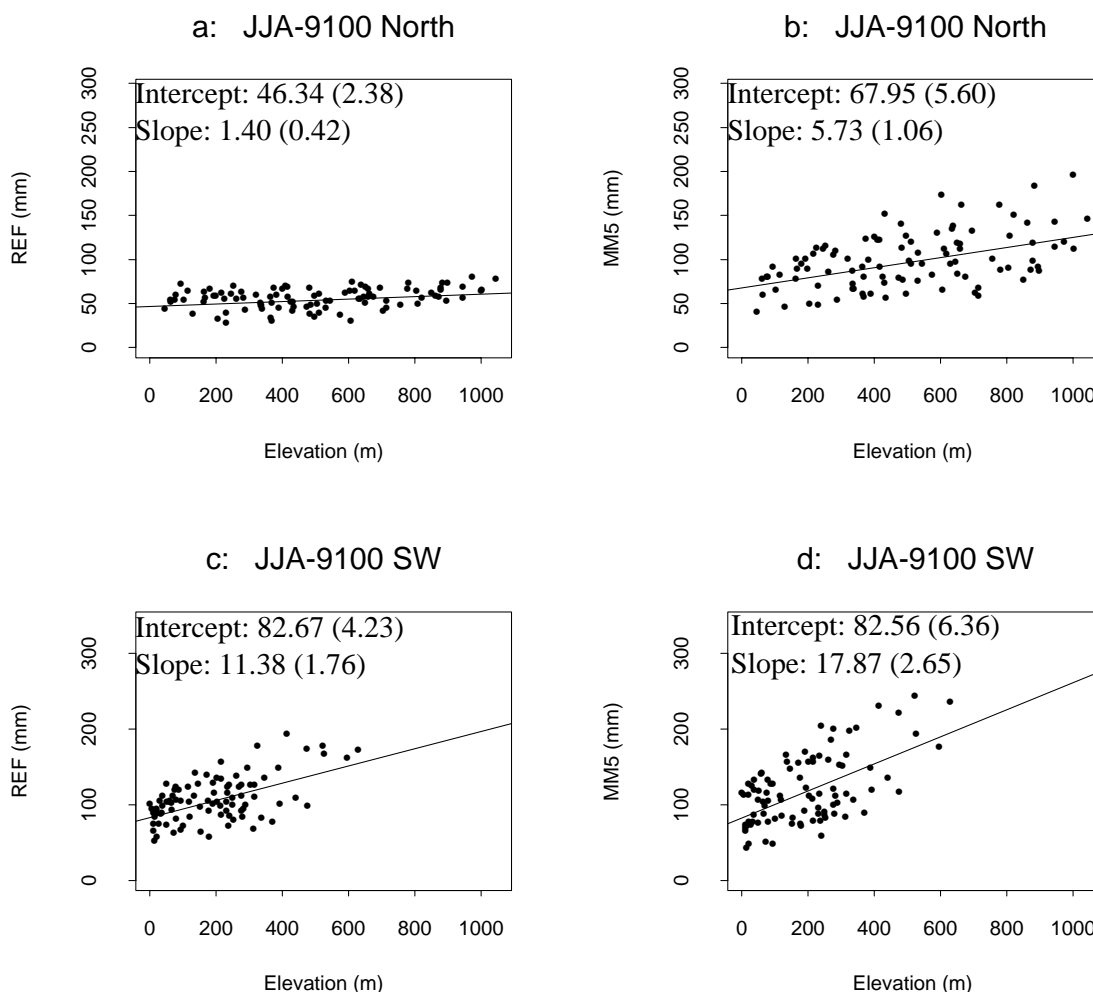 a: JJA-9100 North
REF (mm)
300
250
200
150
100
50
0
Intercept: 46.34 (2.38)
Slope: 1.40 (0.42)
0 200 400 600 800 1000
Elevation (m)
b: JJA-9100 North
MM5 (mm)
300
250
200
150
100
50
0
Intercept: 67.95 (5.60)
Slope: 5.73 (1.06)
0 200 400 600 800 1000
Elevation (m)
c: JJA-9100 SW
REF (mm)
300
200
100
0
Intercept: 82.67 (4.23)
Slope: 11.38 (1.76)
0 200 400 600 800 1000
Elevation (m)
d: JJA-9100 SW
MM5 (mm)
300
200
100
0
Intercept: 82.56 (6.36)
Slope: 17.87 (2.65)
0 200 400 600 800 1000
Elevation (m)